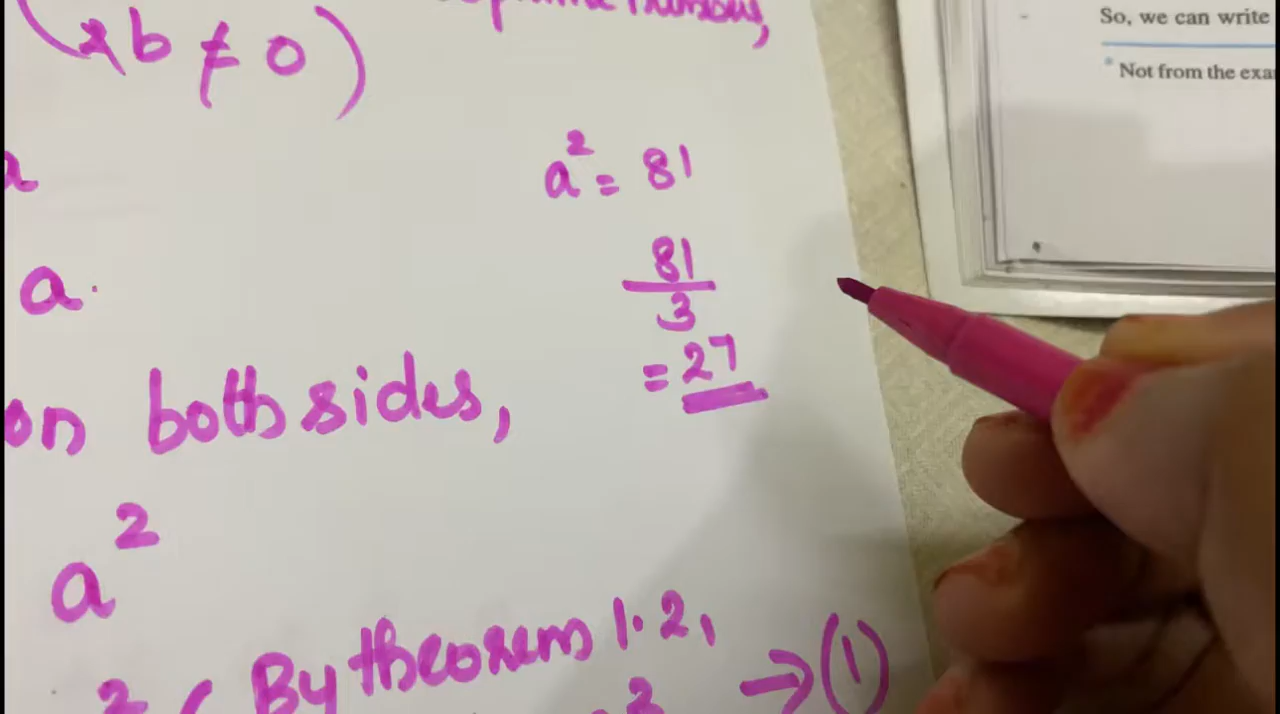 (& b ≠ 0)
a² = 81
81
3
= 27
a.
on both sides,
a²
By theorem 1.2,
→ (1)
So, we can write
* Not from the exa